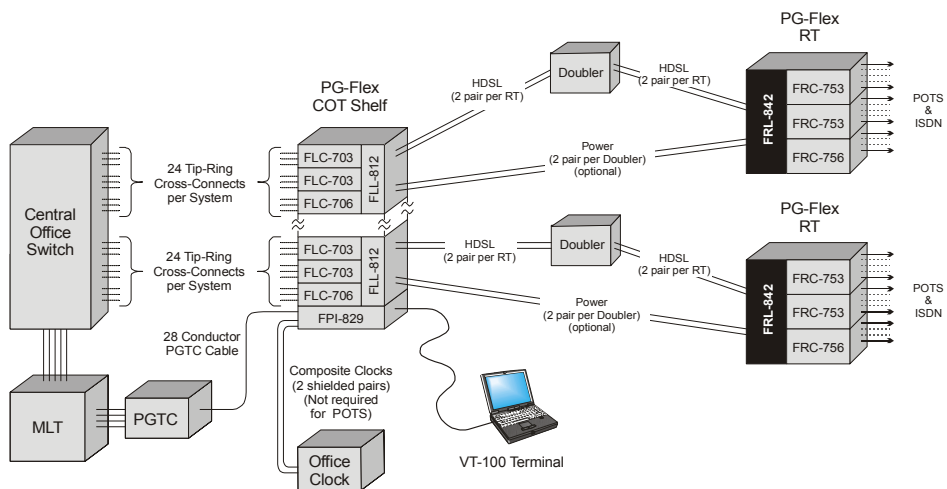 PG-Flex
RT
Doubler
HDSL
(2 pair per RT)
HDSL
(2 pair per RT)
PG-Flex
COT Shelf
FRL-842
FRC-753
FRC-753
FRC-756
POTS
&
ISDN
Power
(2 pair per Doubler)
(optional)
24 Tip-Ring
Cross-Connects
per System
FLC-703
FLC-703
FLC-706
FLL-812
Central
Office
Switch
PG-Flex
RT
24 Tip-Ring
Cross-Connects
per System
FLC-703
FLC-703
FLC-706
FLL-812
FPI-829
HDSL
(2 pair per RT)
Doubler
HDSL
(2 pair per RT)
Power
(2 pair per Doubler)
(optional)
FRL-842
FRC-753
FRC-753
FRC-756
POTS
&
ISDN
28 Conductor
PGTC Cable
Composite Clocks
(2 shielded pairs)
(Not required
for POTS)
MLT
PGTC
Office
Clock
VT-100 Terminal